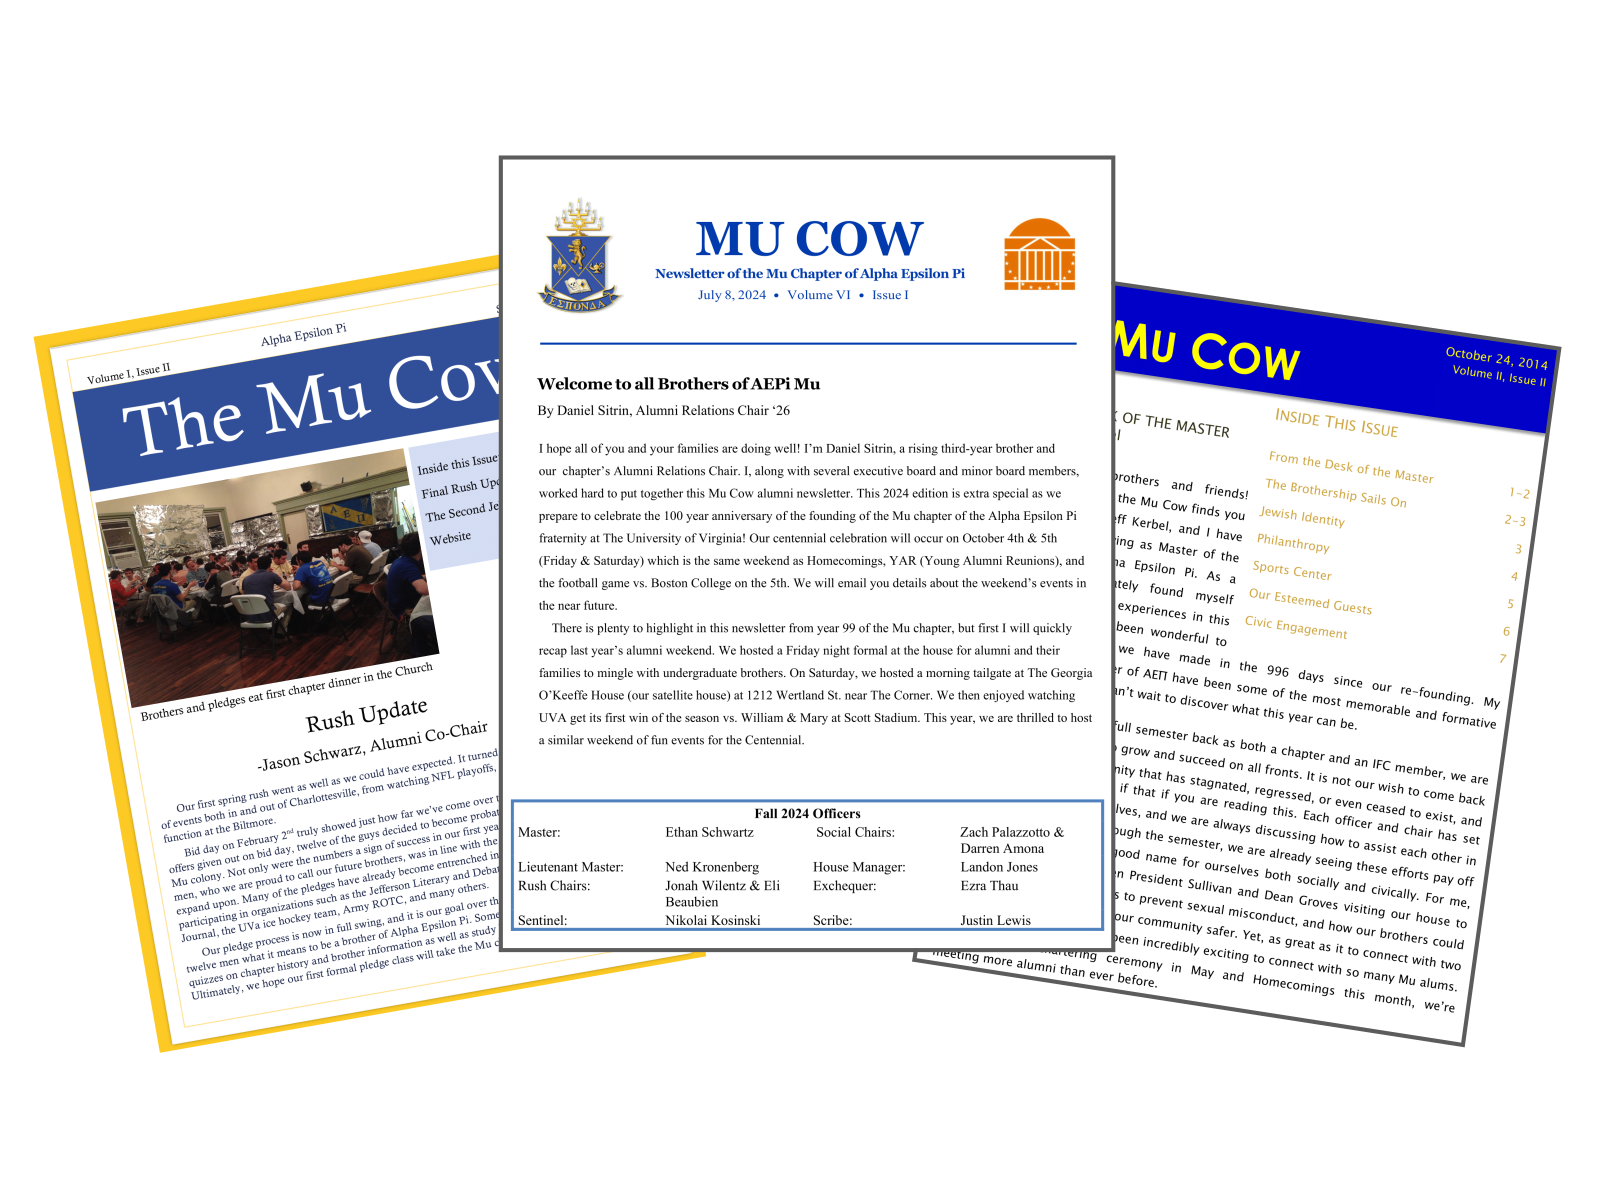 Volume I, Issue II
Alpha Epsilon Pi
The Mu Cow
Inside this Issue
Final Rush
The Second
Website
ΑΕΠ
Brothers and pledges eat first chapter dinner in the Church
Rush Update
-Jason Schwarz, Alumni Co-Chair
Our first spring rush went as well as we could have expected. It turned
of events both in and out of Charlottesville, from watching NFL playoffs,
function at the Biltmore.
Bid day on February 2nd truly showed just how far we've come over
offers given out on bid day, twelve of the guys decided to become
Mu colony. Not only were the numbers a sign of success in our first
men, who we are proud to call our future brothers, was in line with the
expand upon. Many of the pledges have already become entrenched in
participating in organizations such as the Jefferson Literary and
Journal, the UVa ice hockey team, Army ROTC, and many others.
Our pledge process is now in full swing, and it is our goal over
twelve men what it means to be a brother of Alpha Epsilon Pi. Some
quizzes on chapter history and brother information as well as study
Ultimately, we hope our first formal pledge class will take the Mu
ΕΣΠΟΝΔΑ
MU COW
Newsletter of the Mu Chapter of Alpha Epsilon Pi
July 8, 2024 • Volume VI • Issue I
Welcome to all Brothers of AEPi Mu
By Daniel Sitrin, Alumni Relations Chair ‘26
I hope all of you and your families are doing well! I’m Daniel Sitrin, a rising third-year brother and
our chapter’s Alumni Relations Chair. I, along with several executive board and minor board members,
worked hard to put together this Mu Cow alumni newsletter. This 2024 edition is extra special as we
prepare to celebrate the 100 year anniversary of the founding of the Mu chapter of the Alpha Epsilon Pi
fraternity at The University of Virginia! Our centennial celebration will occur on October 4th & 5th
(Friday & Saturday) which is the same weekend as Homecomings, YAR (Young Alumni Reunions), and
the football game vs. Boston College on the 5th. We will email you details about the weekend’s events in
the near future.
There is plenty to highlight in this newsletter from year 99 of the Mu chapter, but first I will quickly
recap last year’s alumni weekend. We hosted a Friday night formal at the house for alumni and their
families to mingle with undergraduate brothers. On Saturday, we hosted a morning tailgate at The Georgia
O’Keeffe House (our satellite house) at 1212 Wertland St. near The Corner. We then enjoyed watching
UVA get its first win of the season vs. William & Mary at Scott Stadium. This year, we are thrilled to host
a similar weekend of fun events for the Centennial.
Fall 2024 Officers
Master: Ethan Schwartz Social Chairs: Zach Palazzotto &
Darren Amona
Lieutenant Master: Ned Kronenberg House Manager: Landon Jones
Rush Chairs: Jonah Wilentz & Eli Exchequer: Ezra Thau
Beaubien
Sentinel: Nikolai Kosinski Scribe: Justin Lewis
Mu Cow
October 24, 2014
Volume II, Issue II
OF THE MASTER
Inside This Issue
From the Desk of the Master 1-2
The Brothership Sails On 2-3
Jewish Identity 3
Philanthropy 4
Sports Center 5
Our Esteemed Guests 6
Civic Engagement 7
brothers and friends!
the Mu Cow finds you
Kerbel, and I have
as Master of the
Epsilon Pi. As a
found myself
experiences in this
been wonderful to
we have made in the 996 days since our re-founding. My
of ΑΕΠ have been some of the most memorable and formative
can't wait to discover what this year can be.
full semester back as both a chapter and an IFC member, we are
grow and succeed on all fronts. It is not our wish to come back
that has stagnated, regressed, or even ceased to exist, and
if that if you are reading this. Each officer and chair has set
and we are always discussing how to assist each other in
the semester, we are already seeing these efforts pay off
good name for ourselves both socially and civically. For me,
President Sullivan and Dean Groves visiting our house to
to prevent sexual misconduct, and how our brothers could
our community safer. Yet, as great as it to connect with two
been incredibly exciting to connect with so many Mu alums.
ceremony in May and Homecomings this month, we're
meeting more alumni than ever before.